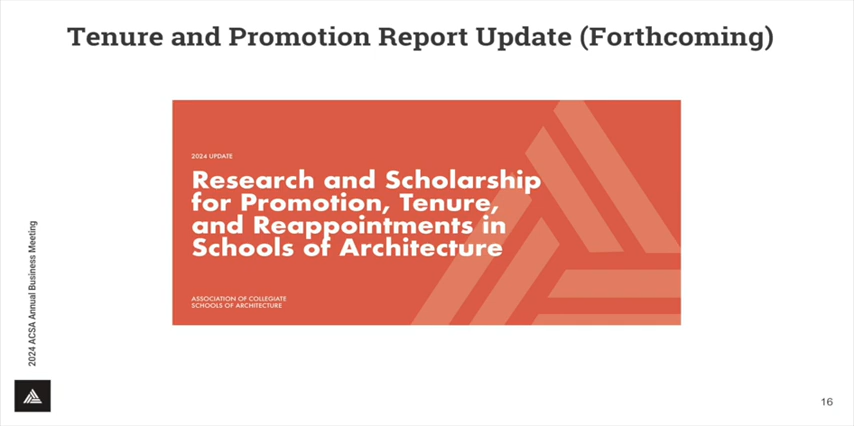 Tenure and Promotion Report Update (Forthcoming)
2024 UPDATE
Research and Scholarship
for Promotion, Tenure,
and Reappointments in
Schools of Architecture
ASSOCIATION OF COLLEGIATE
SCHOOLS OF ARCHITECTURE
2024 ACSA Annual Business Meeting
16